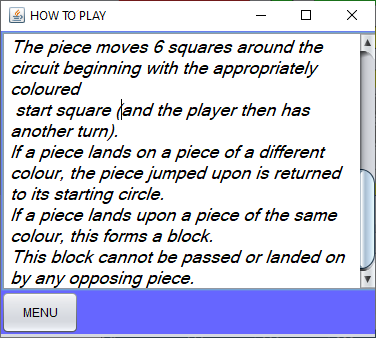 HOW TO PLAY
The piece moves 6 squares around the
circuit beginning with the appropriately
coloured
start square (and the player then has
another turn).
If a piece lands on a piece of a different
colour, the piece jumped upon is returned
to its starting circle.
If a piece lands upon a piece of the same
colour, this forms a block.
This block cannot be passed or landed on
by any opposing piece.
MENU